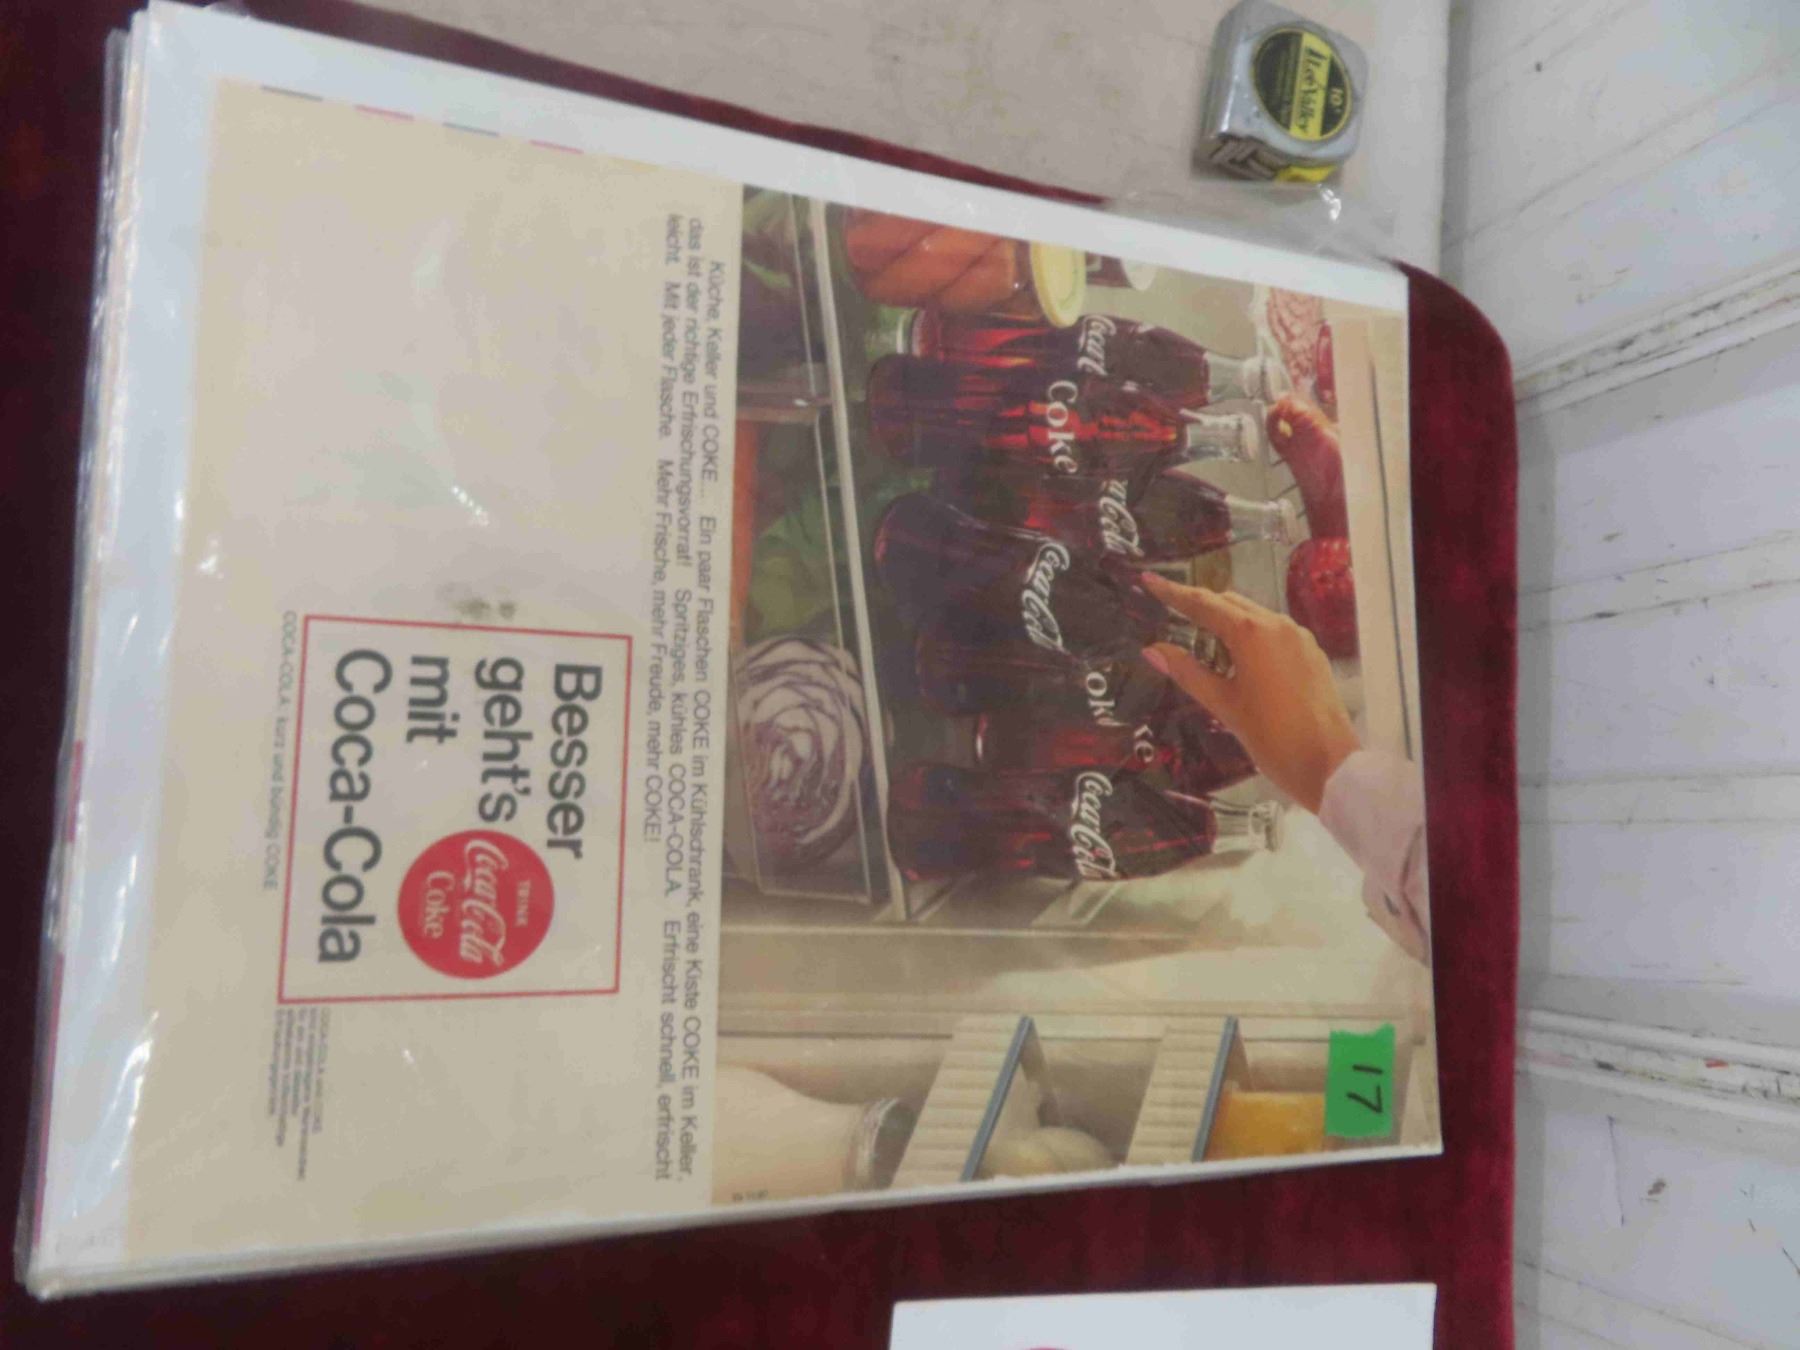 17
Coca-Cola
Coke
Coca-Cola
Coca-Cola
Coke
Coca-Cola
Küche, Keller und COKE... Ein paar Flaschen COKE im Kühlschrank, eine Kiste COKE im Keller,
das ist der richtige Erfrischungsvorrat! Spritziges, kühles COCA-COLA. Erfrischt schnell, erfrischt
leicht. Mit jeder Flasche. Mehr Frische, mehr Freude, mehr COKE!
Besser
geht's
mit
Coca-Cola
TRINK
Coca-Cola
Coke
COCA-COLA, kurz und bündig COKE
10'
Lee Valley